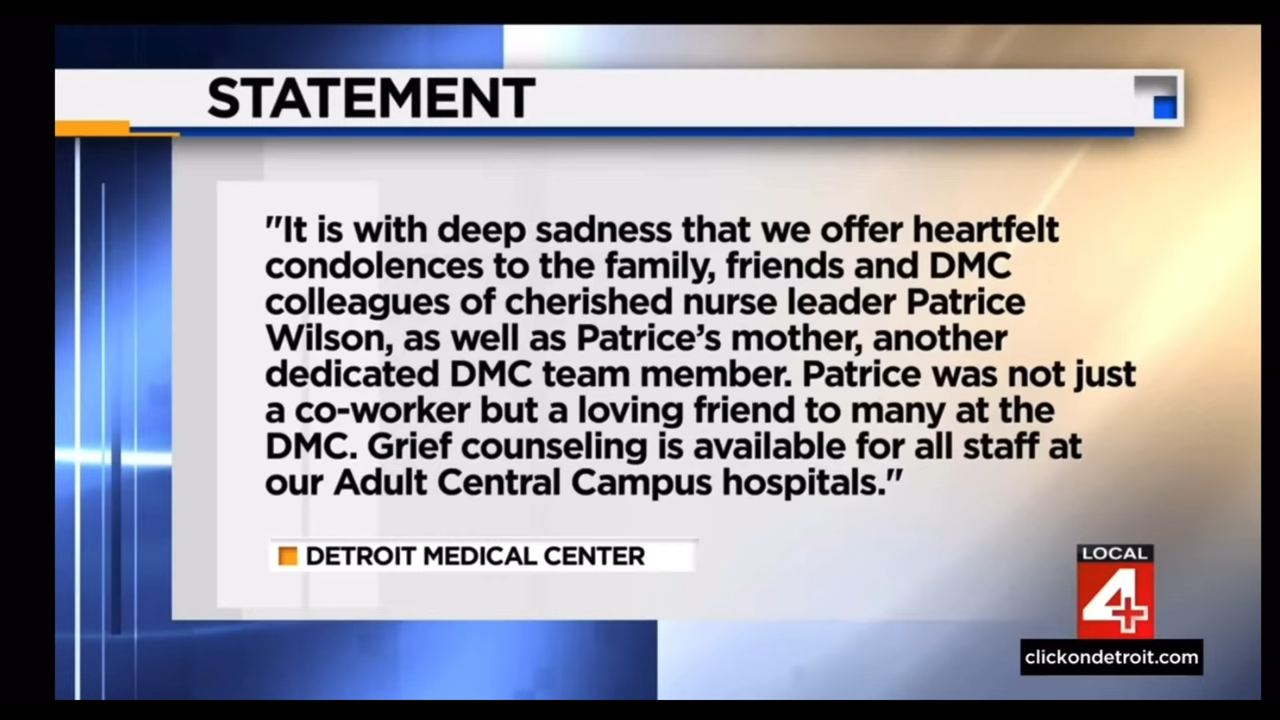 STATEMENT
"It is with deep sadness that we offer heartfelt
condolences to the family, friends and DMC
colleagues of cherished nurse leader Patrice
Wilson, as well as Patrice’s mother, another
dedicated DMC team member. Patrice was not just
a co-worker but a loving friend to many at the
DMC. Grief counseling is available for all staff at
our Adult Central Campus hospitals."
DETROIT MEDICAL CENTER
LOCAL
4+
clickondetroit.com